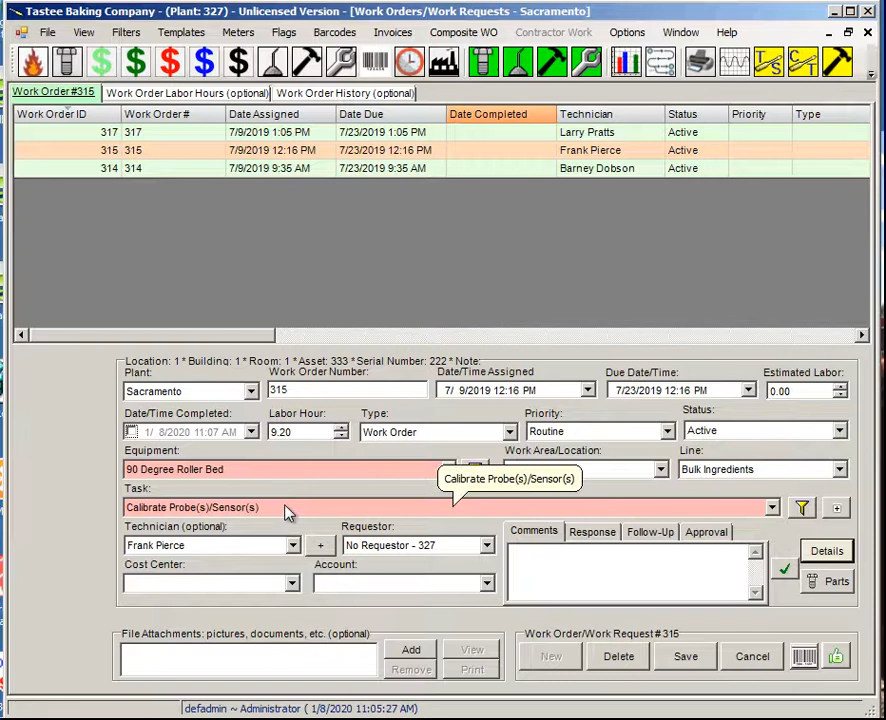 Tastee Baking Company - (Plant: 327) - Unlicensed Version - [Work Orders/Work Requests - Sacramento]
File View Filters Templates Meters Flags Barcodes Invoices Composite WO Contractor Work Options Window Help
$ $ $ $ T/S C/T
Work Order#315 Work Order Labor Hours (optional) Work Order History (optional)
Work Order ID Work Order # Date Assigned Date Due Date Completed Technician Status Priority Type
317 317 7/9/2019 1:05 PM 7/23/2019 1:05 PM Larry Pratts Active
315 315 7/9/2019 12:16 PM 7/23/2019 12:16 PM Frank Pierce Active
314 314 7/9/2019 9:35 AM 7/23/2019 9:35 AM Barney Dobson Active
Location: 1 * Building: 1 * Room: 1 * Asset: 333 * Serial Number: 222 * Note:
Plant: Work Order Number: Date/Time Assigned Due Date/Time: Estimated Labor:
Sacramento 315 7/ 9/2019 12:16 PM 7/23/2019 12:16 PM 0.00
Date/Time Completed: Labor Hour: Type: Priority: Status:
1/ 8/2020 11:07 AM 9.20 Work Order Routine Active
Equipment: Work Area/Location: Line:
90 Degree Roller Bed Bulk Ingredients
Calibrate Probe(s)/Sensor(s)
Task:
Calibrate Probe(s)/Sensor(s)
Technician (optional): Requestor: Comments Response Follow-Up Approval
Frank Pierce + No Requestor - 327 Details
Cost Center: Account:
Parts
File Attachments: pictures, documents, etc. (optional) Work Order/Work Request # 315
Add View New Delete Save Cancel
Remove Print
defadmin ~ Administrator ( 1/8/2020 11:05:27 AM)